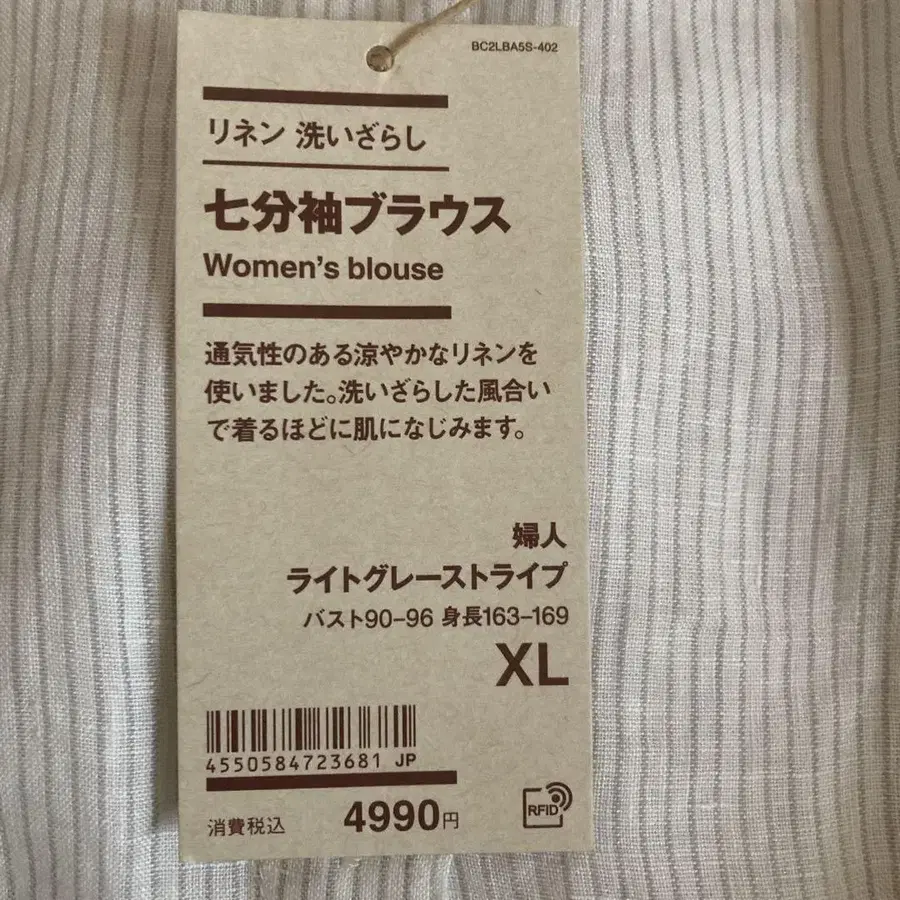 BC2LBA5S-402
リネン 洗いざらし
七分袖ブラウス
Women's blouse
通気性のある涼やかなリネンを
使いました。洗いざらした風合い
で着るほどに肌になじみます。
婦人
ライトグレーストライプ
バスト90-96 身長163-169
XL
4550584723681 JP
消費税込 4990円
RFID